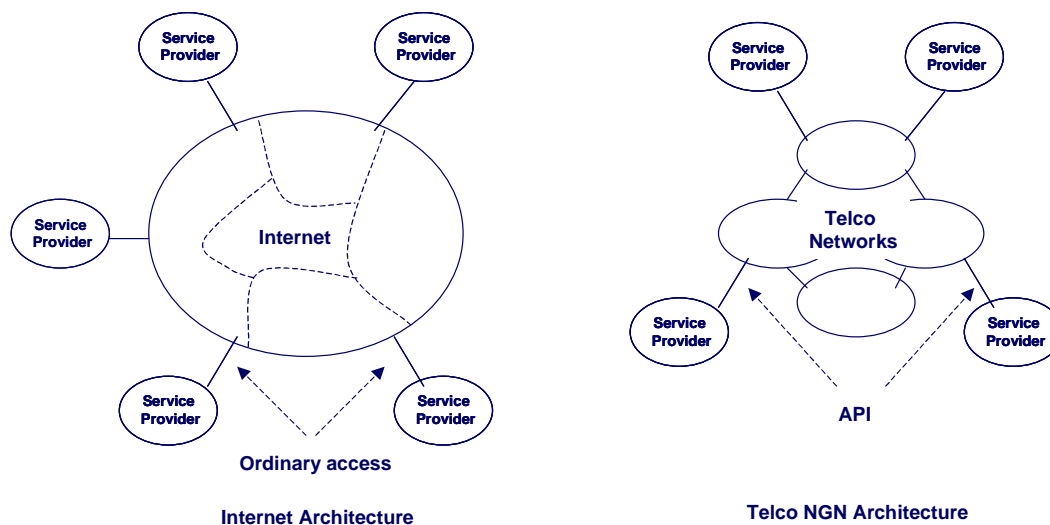 Service
Provider
Service
Provider
Service
Provider
Internet
Service
Provider
Service
Provider
Ordinary access
Internet Architecture
Service
Provider
Service
Provider
Telco
Networks
Service
Provider
Service
Provider
API
Telco NGN Architecture